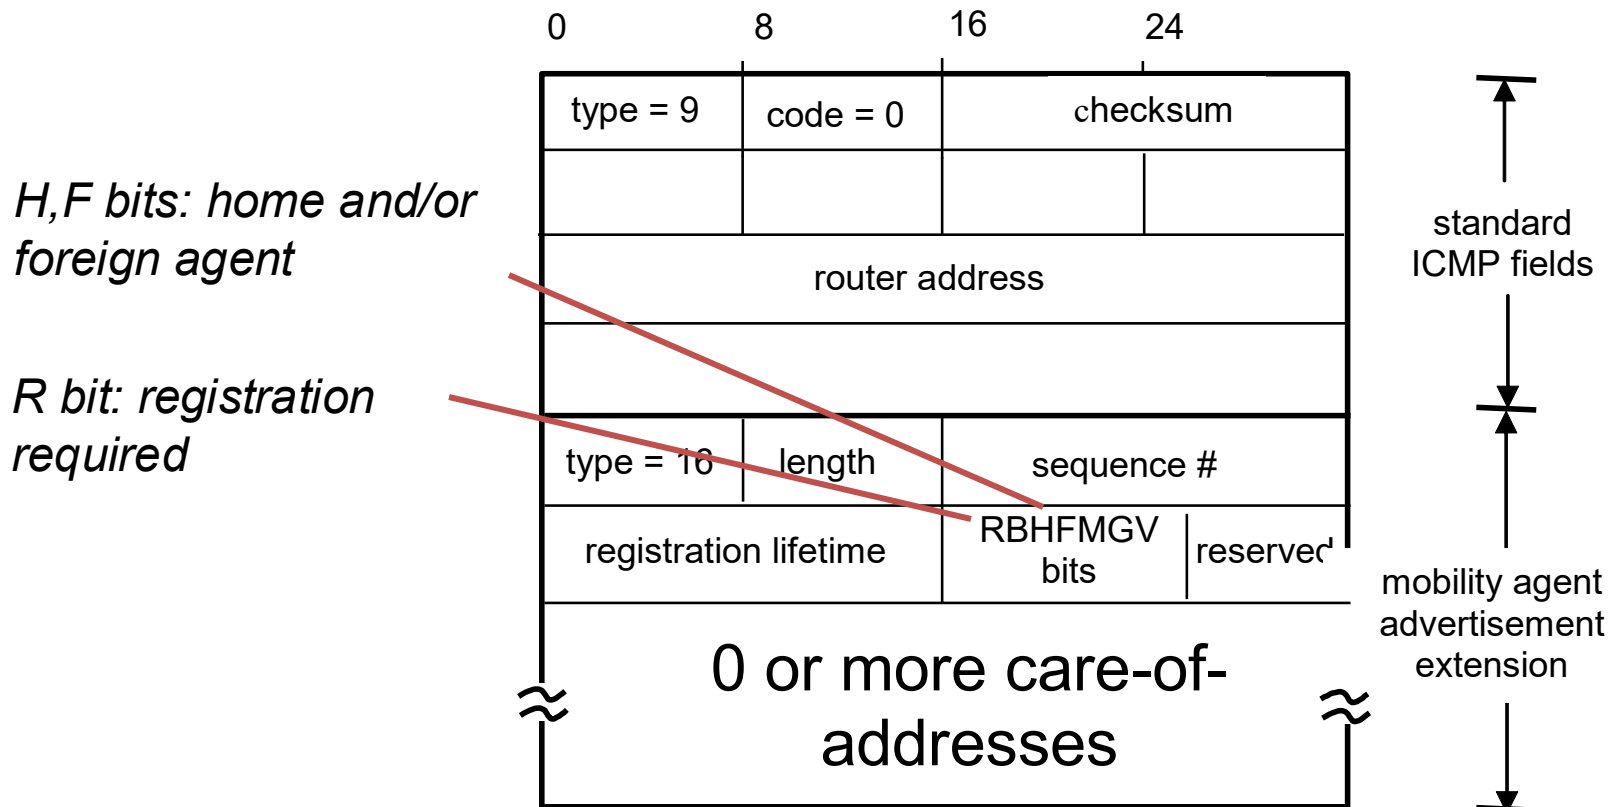 0 8 16 24
type = 9 code = 0 checksum
H,F bits: home and/or
foreign agent
router address
standard
ICMP fields
R bit: registration
required
type = 16 length sequence #
registration lifetime RBHFMGV
bits reserved
0 or more care-of-
addresses
mobility agent
advertisement
extension